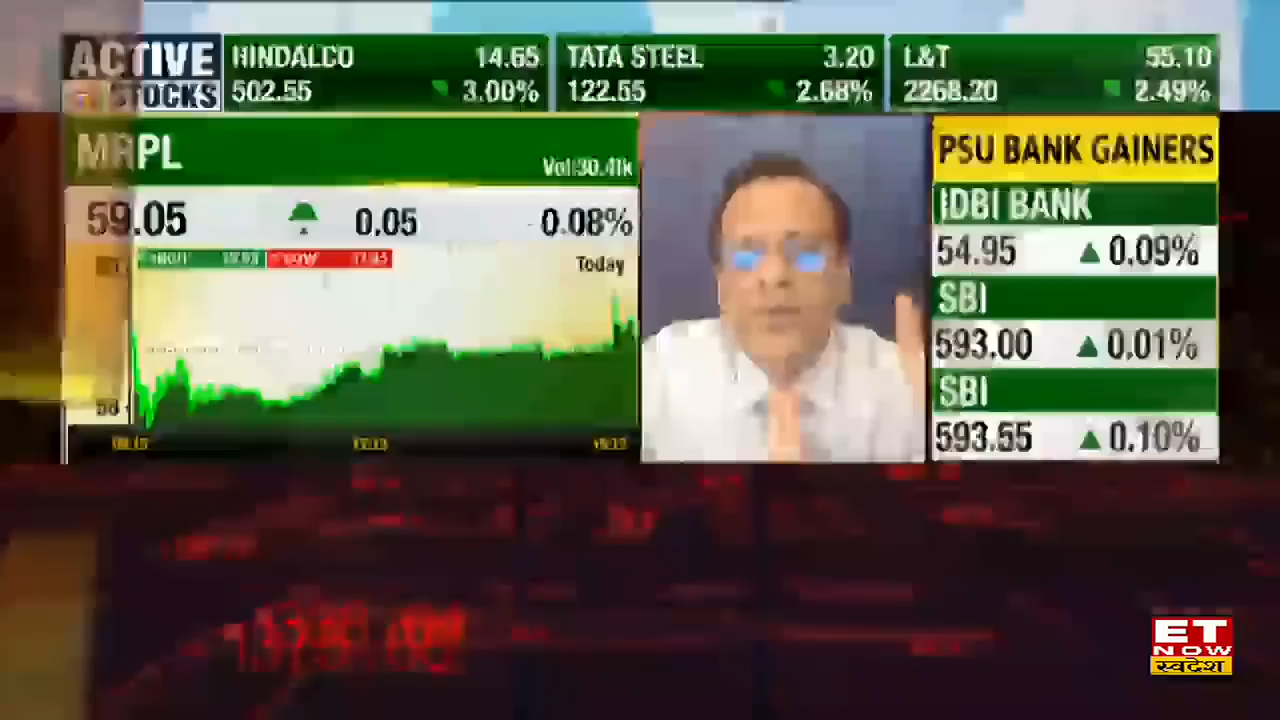 ACTIVE
STOCKS
HINDALCO 14.65
502.55 3.00%
TATA STEEL 3.20
122.55 2.68%
L&T 55.10
2268.20 2.49%
MRPL
Vol:30.41k
59.05 0.05 0.08%
Today
PSU BANK GAINERS
IDBI BANK
54.95 ▲ 0.09%
SBI
593.00 ▲ 0.01%
SBI
593.55 ▲ 0.10%
ET
NOW
स्वदेश